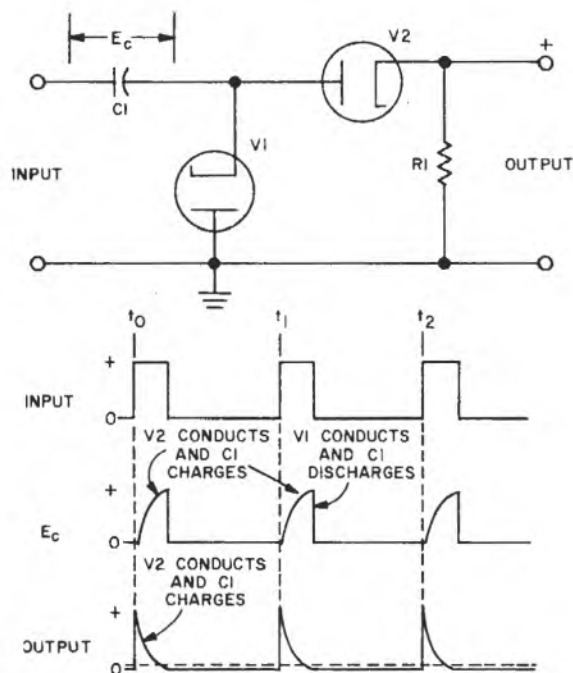 Ec
V2
+
C1
V1
INPUT
R1
OUTPUT
t0 t1 t2
+
INPUT
0
V2 CONDUCTS AND C1 CHARGES
V1 CONDUCTS AND C1 DISCHARGES
+
Ec
0
V2 CONDUCTS AND C1 CHARGES
+
OUTPUT
0